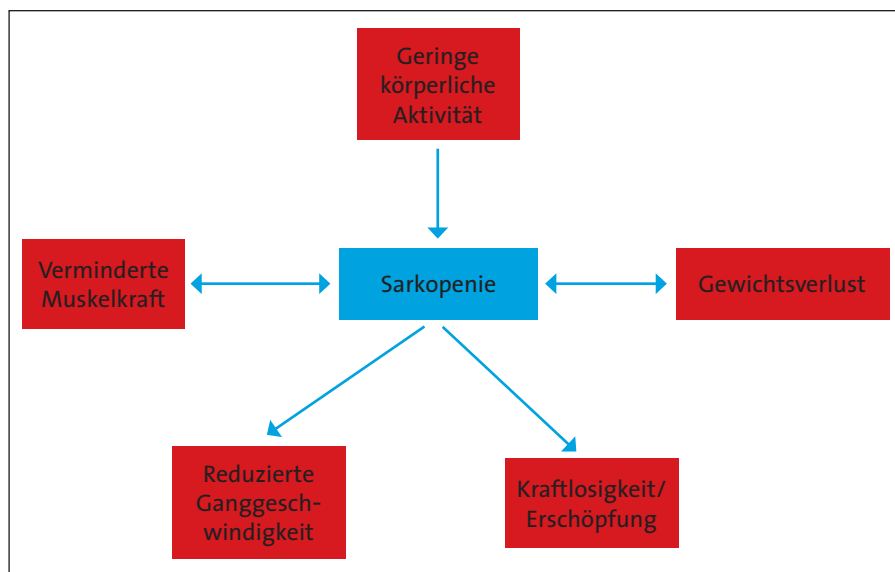 Geringe
körperliche
Aktivität
Verminderte
Muskelkraft
Sarkopenie
Gewichtsverlust
Reduzierte
Ganggesch-
windigkeit
Kraftlosigkeit/
Erschöpfung